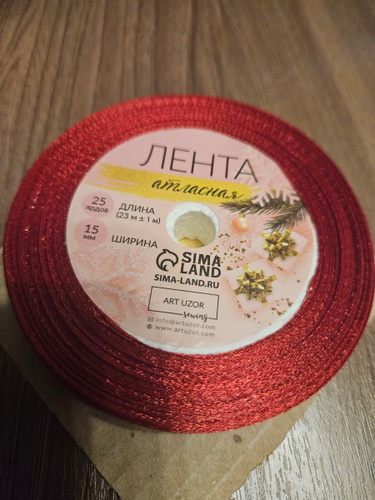 ЛЕНТА
атласная
25 ярдов
ДЛИНА
(23 м ± 1 м)
15 мм
ШИРИНА
SIMA
LAND
SIMA-LAND.RU
ART UZOR
sewing
info@artuzor.com
www.artuzor.com